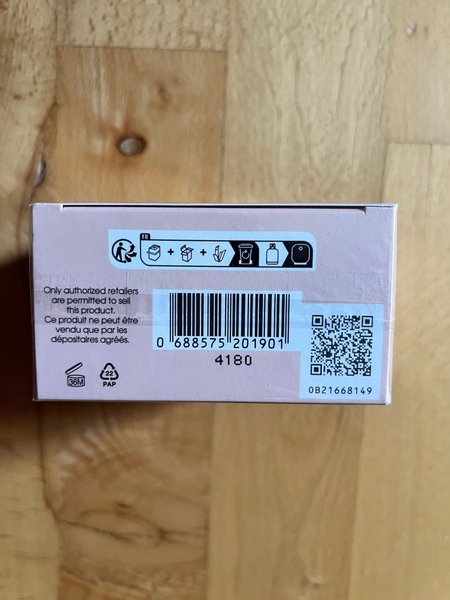 FR
Only authorized retailers
are permitted to sell
this product.
Ce produit ne peut être
vendu que par les
dépositaires agréés.
0 688575 201901
4180
36M
22
PAP
0B21668149